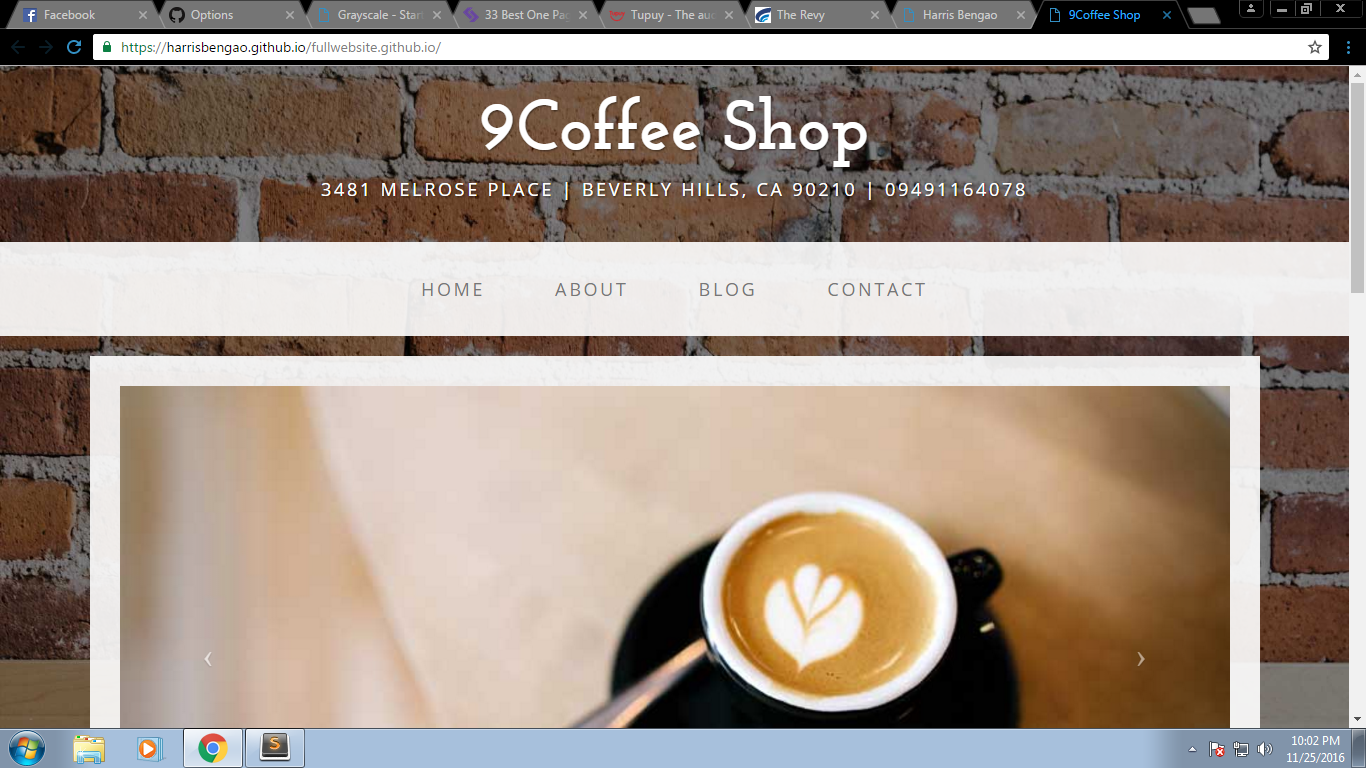 Facebook
Options
Grayscale - Start
33 Best One Pag
Tupuy - The auc
The Revy
Harris Bengao
9Coffee Shop
https://harrisbengao.github.io/fullwebsite.github.io/
9Coffee Shop
3481 MELROSE PLACE | BEVERLY HILLS, CA 90210 | 09491164078
HOME ABOUT BLOG CONTACT
10:02 PM
11/25/2016